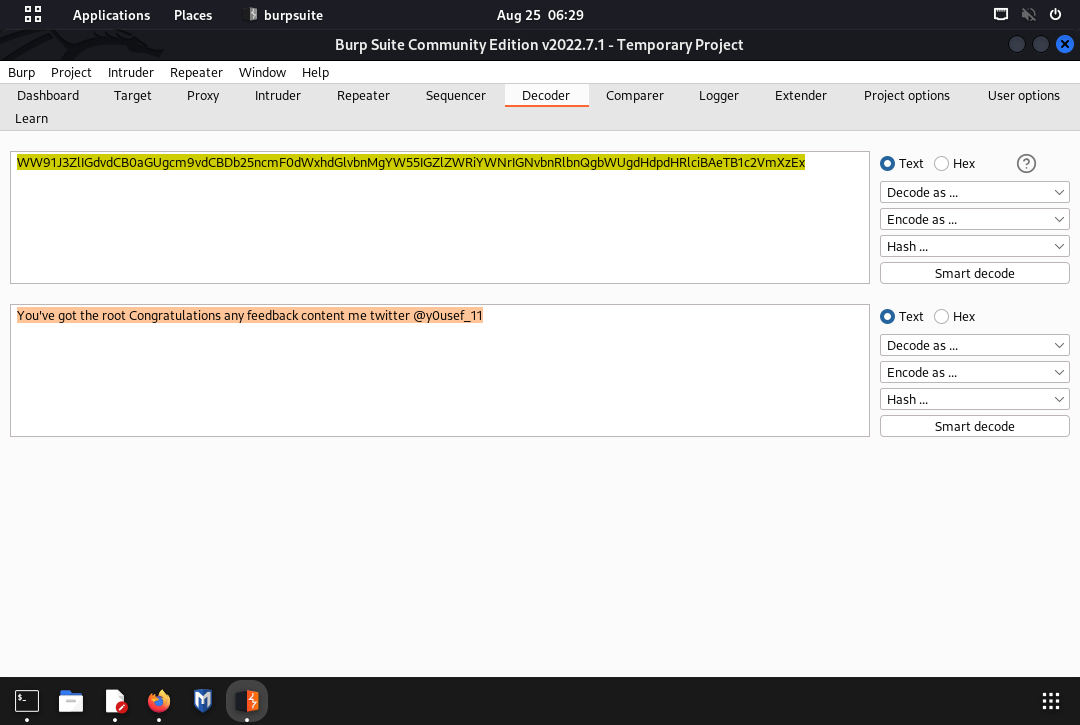 Applications Places burpsuite Aug 25 06:29
Burp Suite Community Edition v2022.7.1 - Temporary Project
Burp Project Intruder Repeater Window Help
Dashboard Target Proxy Intruder Repeater Sequencer Decoder Comparer Logger Extender Project options User options
Learn
WW91J3ZlIGdvdCB0aGUgcm9vdCBDb25ncmF0dWxhdGlvbnMgYW55IGZlZWRiYWNrIGNvbnRlbnQgbWUgdHdpdHRlciBAeTB1c2VmXzEx
Text Hex ?
Decode as ...
Encode as ...
Hash ...
Smart decode
You've got the root Congratulations any feedback content me twitter @y0usef_11
Text Hex
Decode as ...
Encode as ...
Hash ...
Smart decode
$_